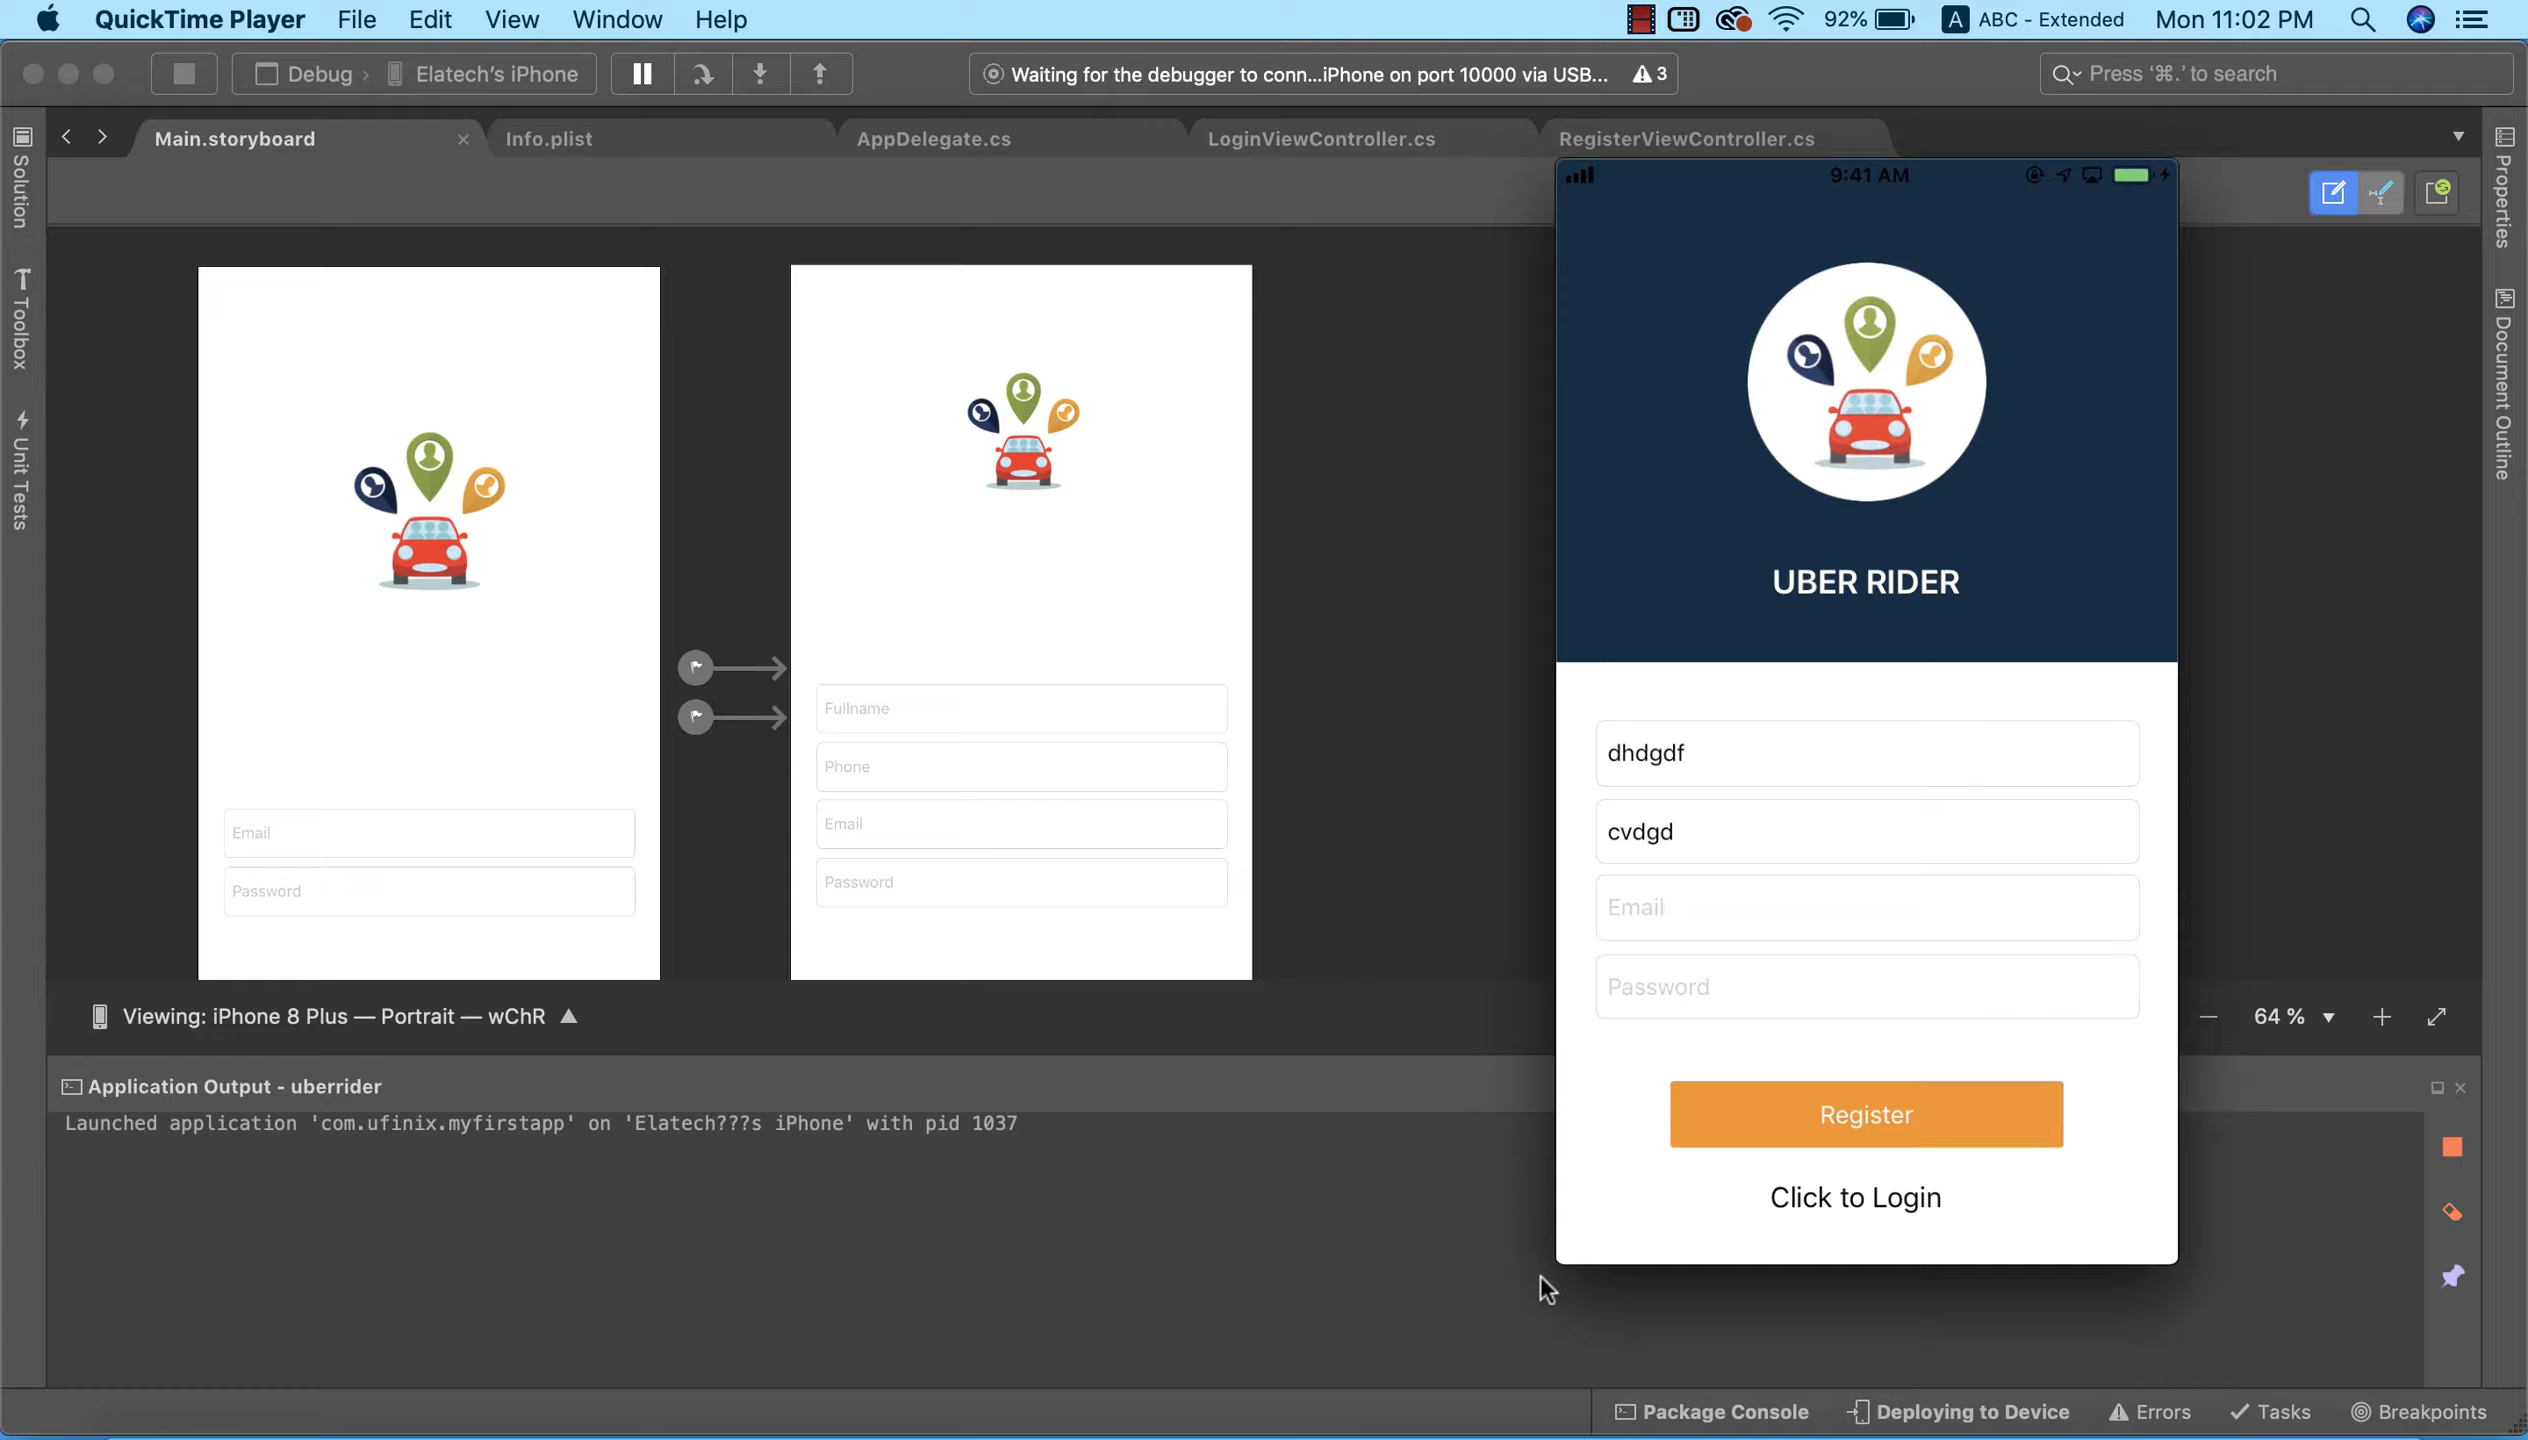 QuickTime Player File Edit View Window Help 92% A ABC - Extended Mon 11:02 PM
Debug › Elatech’s iPhone Waiting for the debugger to conn...iPhone on port 10000 via USB... 3 Press ‘⌘.’ to search
Main.storyboard Info.plist AppDelegate.cs LoginViewController.cs RegisterViewController.cs
Solution
Toolbox
Unit Tests
Properties
Document Outline
Email
Password
Fullname
Phone
Email
Password
9:41 AM
UBER RIDER
dhdgdf
cvdgd
Email
Password
Register
Click to Login
Viewing: iPhone 8 Plus — Portrait — wChR 64 %
Application Output - uberrider
Launched application 'com.ufinix.myfirstapp' on 'Elatech???s iPhone' with pid 1037
Package Console Deploying to Device Errors Tasks Breakpoints